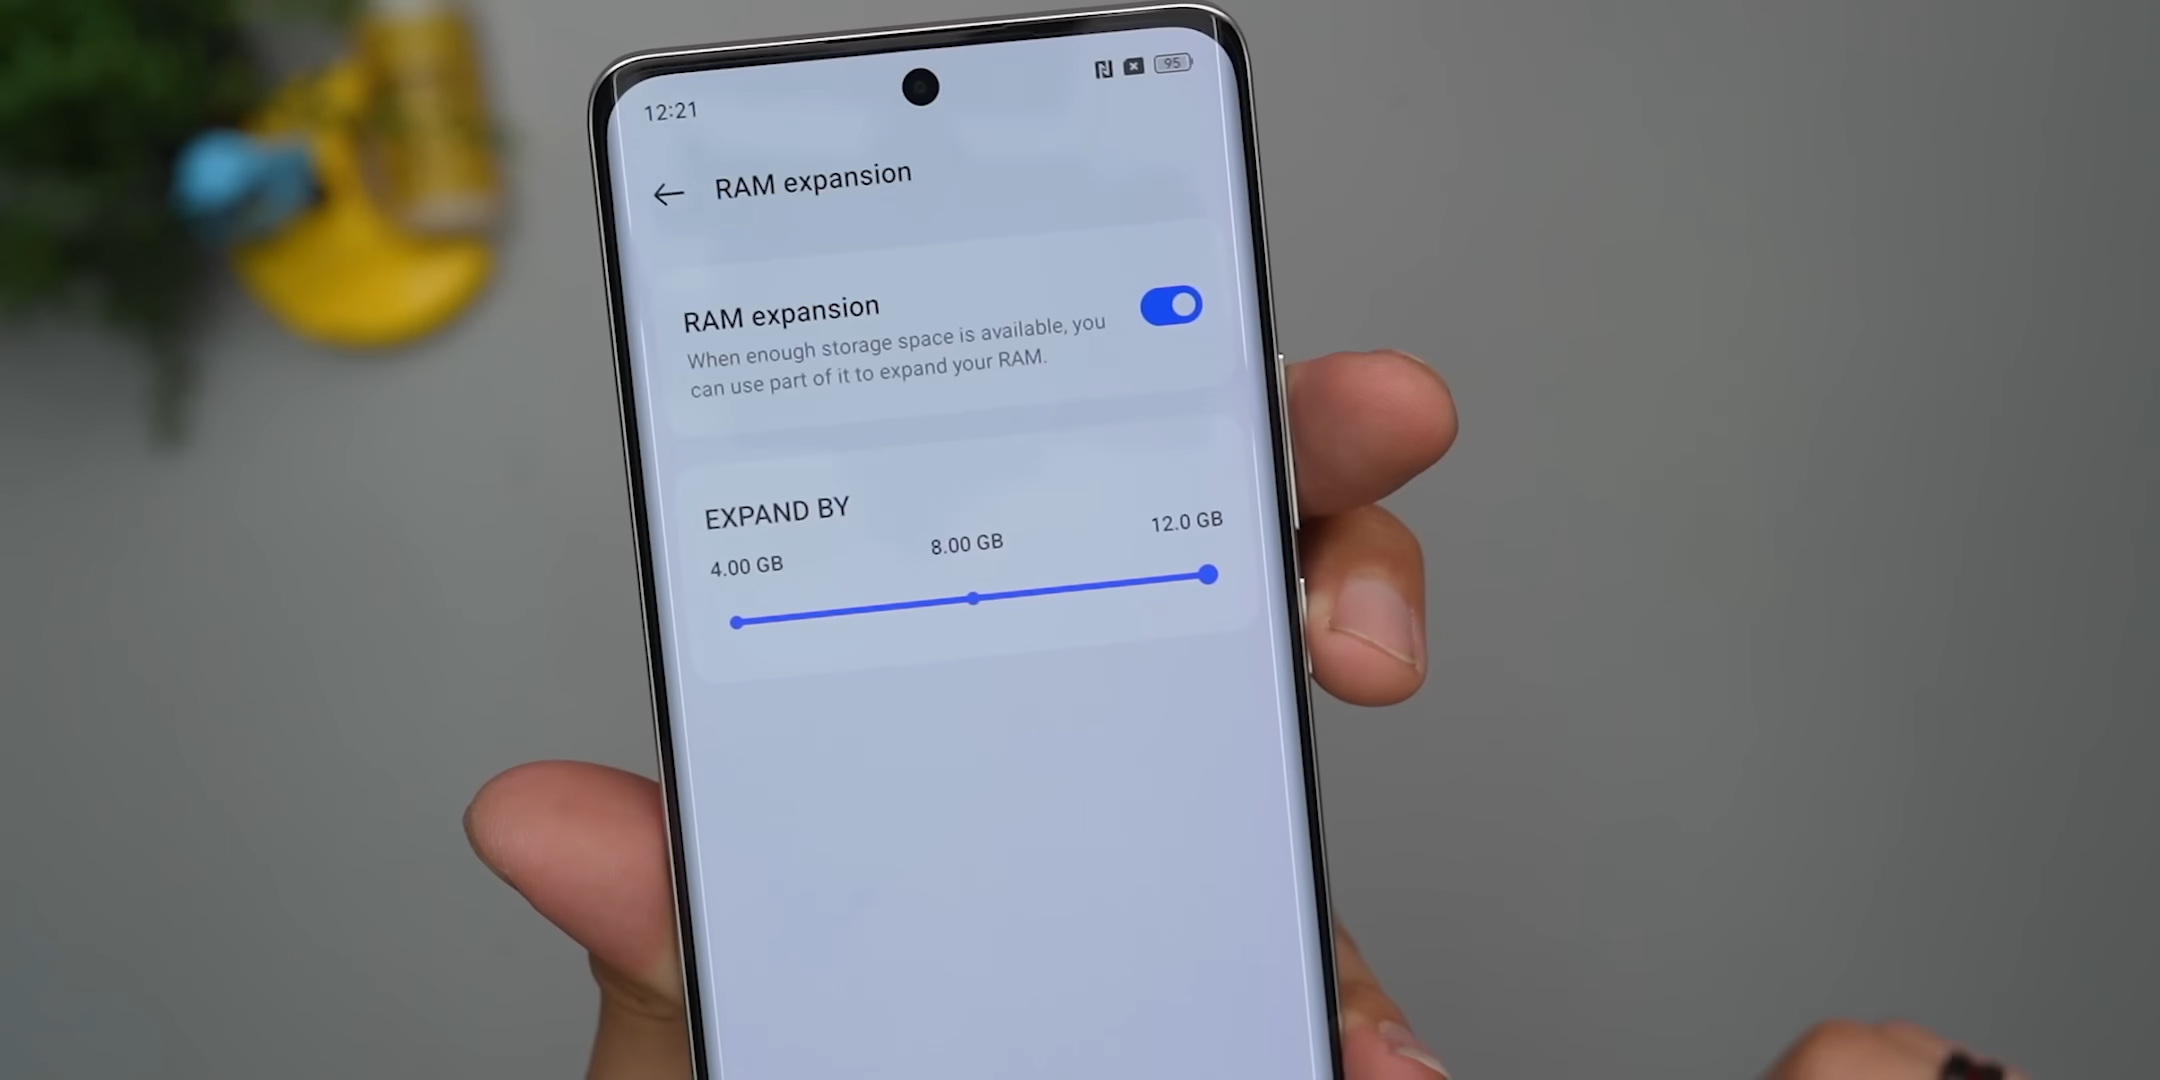 12:21
95
RAM expansion
RAM expansion
When enough storage space is available, you
can use part of it to expand your RAM.
EXPAND BY
4.00 GB 8.00 GB 12.0 GB